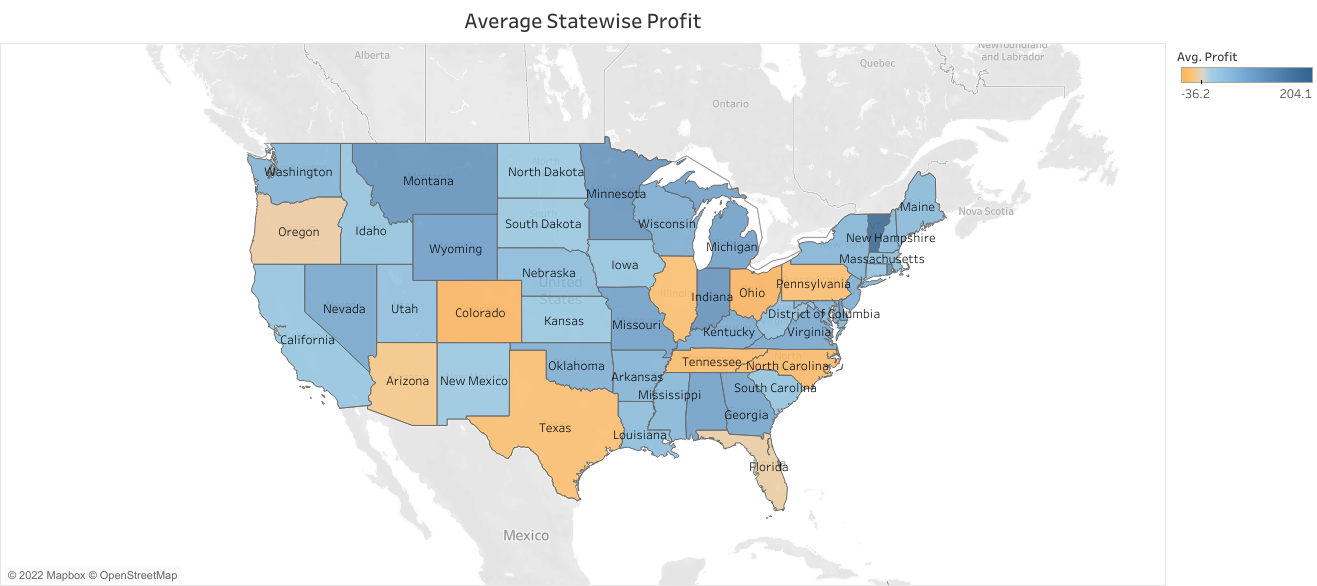 Average Statewise Profit
Alberta
Newfoundland
and Labrador
Quebec
Ontario
Nova Scotia
United
States
Mexico
Washington
Montana
North Dakota
Minnesota
Maine
Oregon
Idaho
South Dakota
Wisconsin
New Hampshire
Wyoming
Michigan
Massachusetts
Iowa
Nebraska
Pennsylvania
Illinois
Ohio
Indiana
Nevada
Utah
Colorado
Kansas
Missouri
District of Columbia
Kentucky
Virginia
California
Tennessee
North Carolina
Oklahoma
Arizona
New Mexico
Arkansas
South Carolina
Mississippi
Georgia
Texas
Louisiana
Florida
© 2022 Mapbox © OpenStreetMap
Avg. Profit
-36.2
204.1